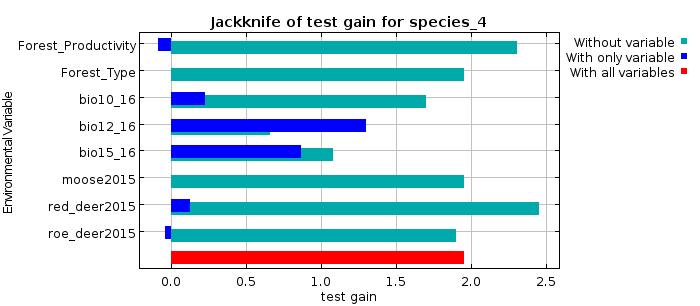 Jackknife of test gain for species_4
Environmental Variable
Forest_Productivity
Forest_Type
bio10_16
bio12_16
bio15_16
moose2015
red_deer2015
roe_deer2015
0.0 0.5 1.0 1.5 2.0 2.5
test gain
Without variable
With only variable
With all variables